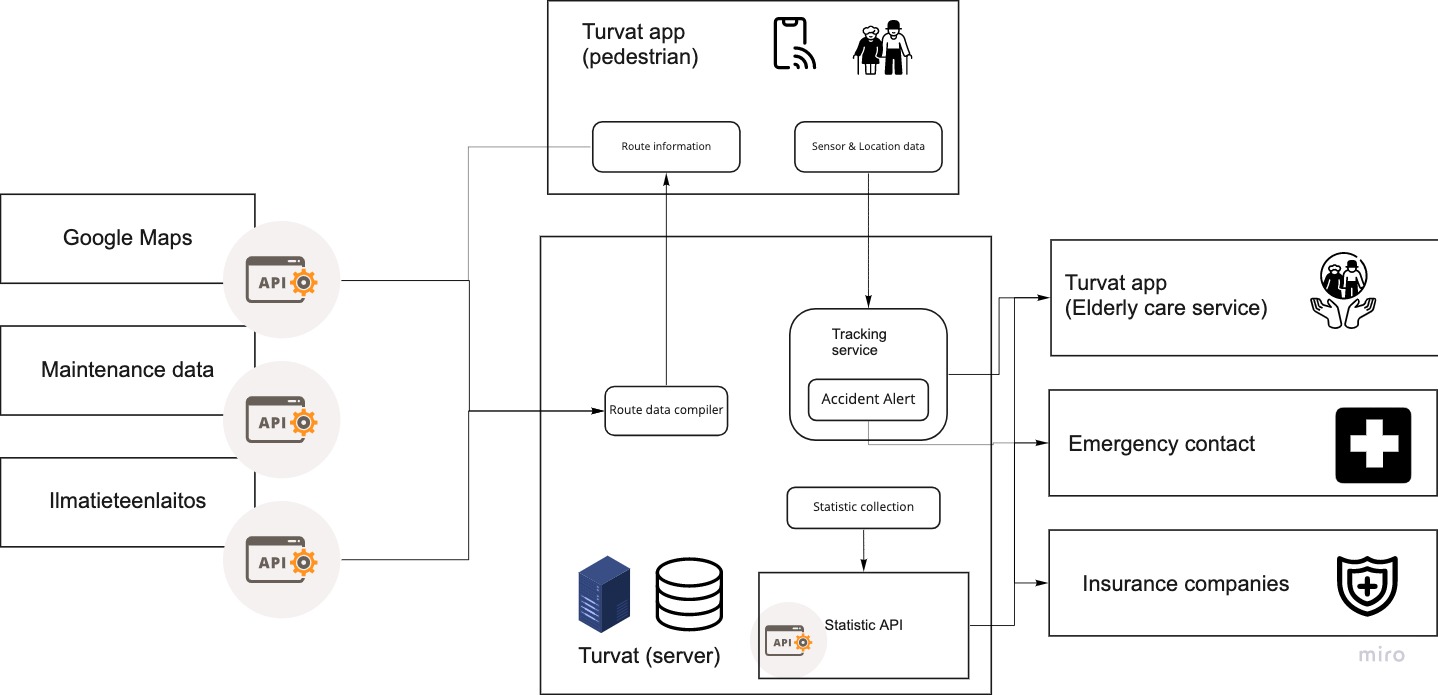 Turvat app
(pedestrian)
Route information
Sensor & Location data
Google Maps
API
Maintenance data
API
Ilmatieteenlaitos
API
Route data compiler
Tracking
service
Accident Alert
Statistic collection
API
Statistic API
Turvat (server)
Turvat app
(Elderly care service)
Emergency contact
Insurance companies
miro